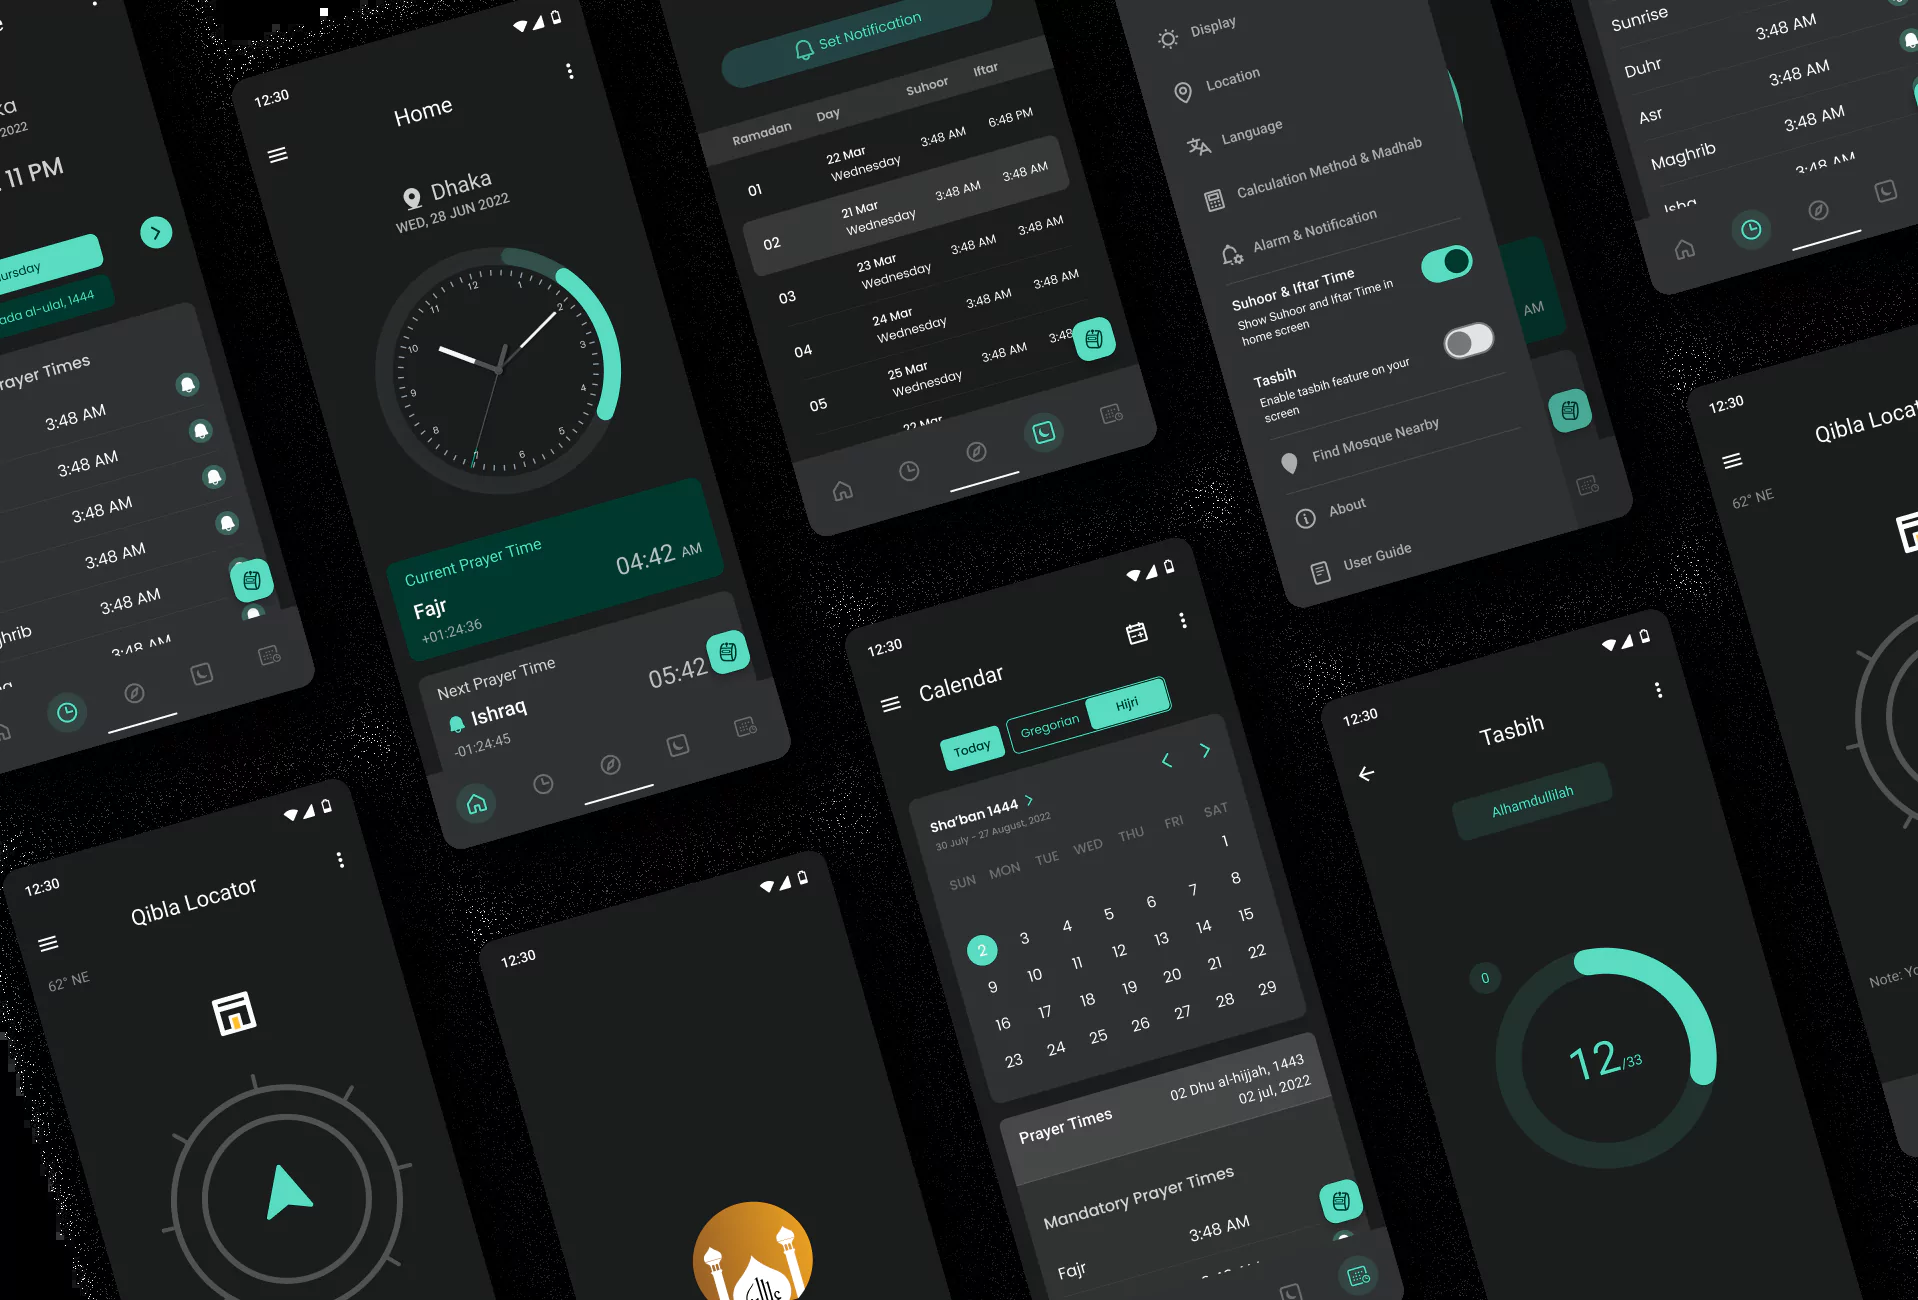 11 PM
2022
ursday
ada al-ulal, 1444
rayer Times
3:48 AM
3:48 AM
3:48 AM
3:48 AM
3:48 AM
hrib
12:30
Home
Dhaka
WED, 28 JUN 2022
12
1
2
3
4
5
6
8
9
10
11
Current Prayer Time
Fajr
+01:24:36
04:42 AM
Next Prayer Time
Ishraq
-01:24:45
05:42
Set Notification
Ramadan Day Suhoor Iftar
01 22 Mar Wednesday 3:48 AM 6:48 PM
02 21 Mar Wednesday 3:48 AM 3:48 AM
03 23 Mar Wednesday 3:48 AM 3:48 AM
04 24 Mar Wednesday 3:48 AM 3:48 AM
05 25 Mar Wednesday 3:48 AM 3:48
Display
Location
Language
Calculation Method & Madhab
Alarm & Notification
Suhoor & Iftar Time
Show Suhoor and Iftar Time in
home screen
Tasbih
Enable tasbih feature on your
screen
Find Mosque Nearby
About
User Guide
AM
Sunrise 3:48 AM
Duhr 3:48 AM
Asr 3:48 AM
Maghrib
12:30
Qibla Locator
62° NE
12:30
12:30
Calendar
Today
Gregorian
Hijri
Sha'ban 1444
30 July - 27 August, 2022
SUN MON TUE WED THU FRI SAT
1
2 3 4 5 6 7 8
9 10 11 12 13 14 15
16 17 18 19 20 21 22
23 24 25 26 27 28 29
Prayer Times
02 Dhu al-hijjah, 1443
02 jul, 2022
Mandatory Prayer Times
Fajr 3:48 AM
12:30
Tasbih
Alhamdullilah
0
12/33
12:30
Qibla Locat
62° NE
Note: Yo